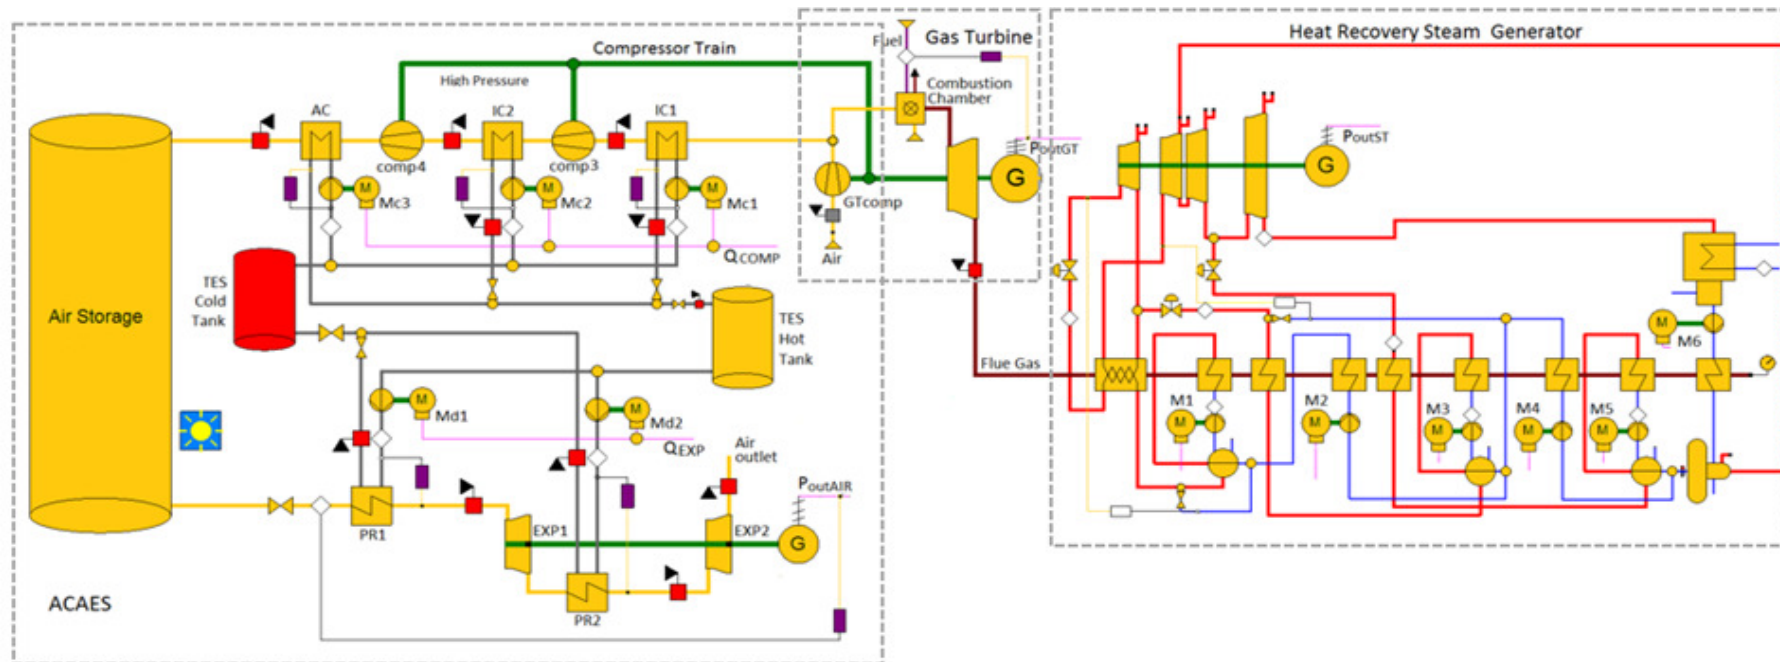 Compressor Train
High Pressure
AC
IC2
IC1
comp4
comp3
M
Mc3
M
Mc2
M
Mc1
QCOMP
TES
Cold
Tank
Air Storage
TES
Hot
Tank
M
Md1
M
Md2
QEXP
Air
outlet
PoutAIR
PR1
EXP1
EXP2
G
PR2
ACAES
Fuel
Gas Turbine
Combustion
Chamber
PoutGT
G
GTcomp
Air
Flue Gas
Heat Recovery Steam Generator
PoutST
G
M
M6
M1
M
M2
M
M3
M
M4
M
M5
M